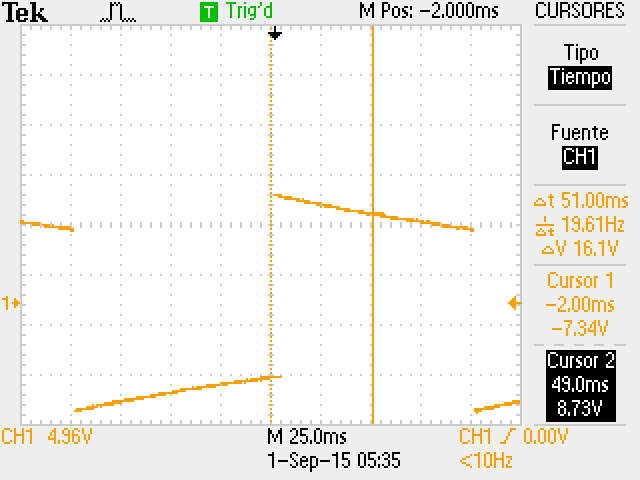 Tek T Trig'd M Pos: -2.000ms CURSORES
Tipo
Tiempo
Fuente
CH1
Δt 51.00ms
1/Δt 19.61Hz
ΔV 16.1V
Cursor 1
-2.00ms
-7.34V
Cursor 2
49.0ms
8.73V
1
CH1 4.96V M 25.0ms CH1 0.00V
1-Sep-15 05:35 <10Hz